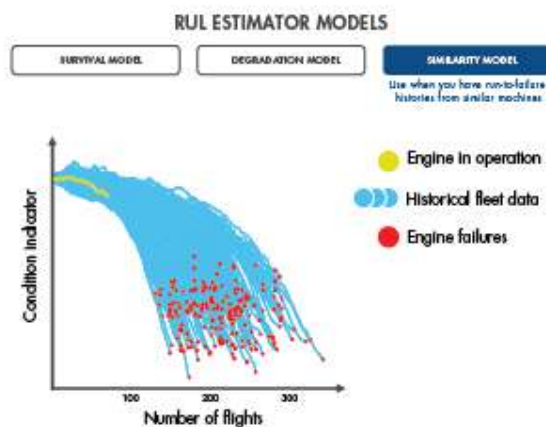 RUL ESTIMATOR MODELS
SURVIVAL MODEL
DEGRADATION MODEL
SIMILARITY MODEL
Use when you have run-to-failure
histories from similar machines
Engine in operation
Historical fleet data
Engine failures
Condition indicator
100
200
300
Number of flights